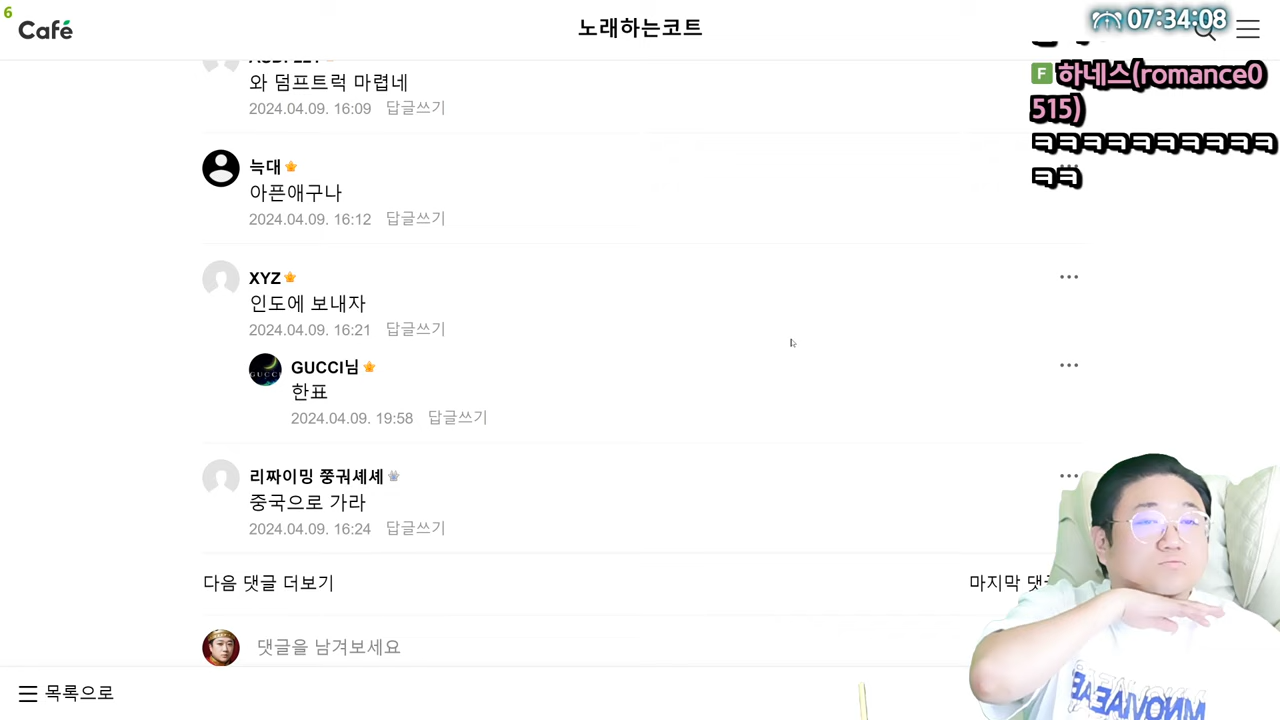 6
Café
노래하는코트
07:34:08
와 덤프트럭 마렵네
2024.04.09. 16:09 답글쓰기
F 하네스(romance0
515)
ㅋㅋㅋㅋㅋㅋㅋㅋㅋㅋ
ㅋㅋ
늑대
아픈애구나
2024.04.09. 16:12 답글쓰기
XYZ
인도에 보내자
2024.04.09. 16:21 답글쓰기
GUCCI
GUCCI님
한표
2024.04.09. 19:58 답글쓰기
리짜이밍 쭝궈셰셰
중국으로 가라
2024.04.09. 16:24 답글쓰기
다음 댓글 더보기
마지막
댓글을 남겨보세요
목록으로